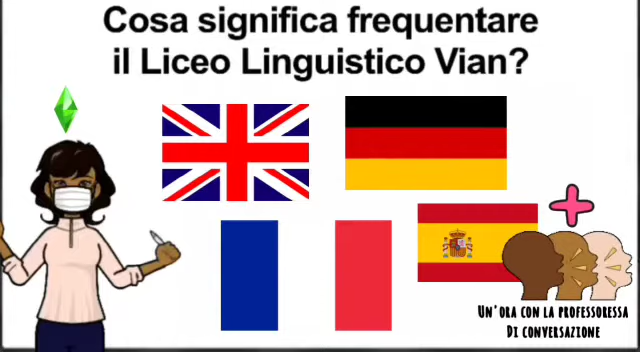 Cosa significa frequentare
il Liceo Linguistico Vian?
Un'ora con la professoressa
Di conversazione